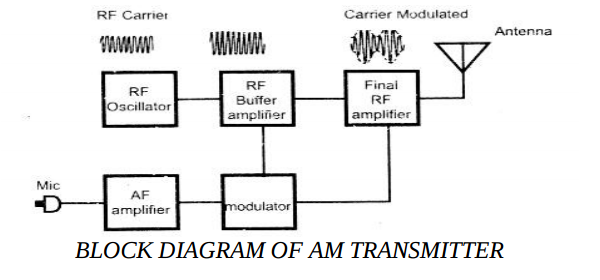 RF Carrier
Carrier Modulated
Antenna
RF
Oscillator
RF
Buffer
amplifier
Final
RF
amplifier
Mic
AF
amplifier
modulator
BLOCK DIAGRAM OF AM TRANSMITTER